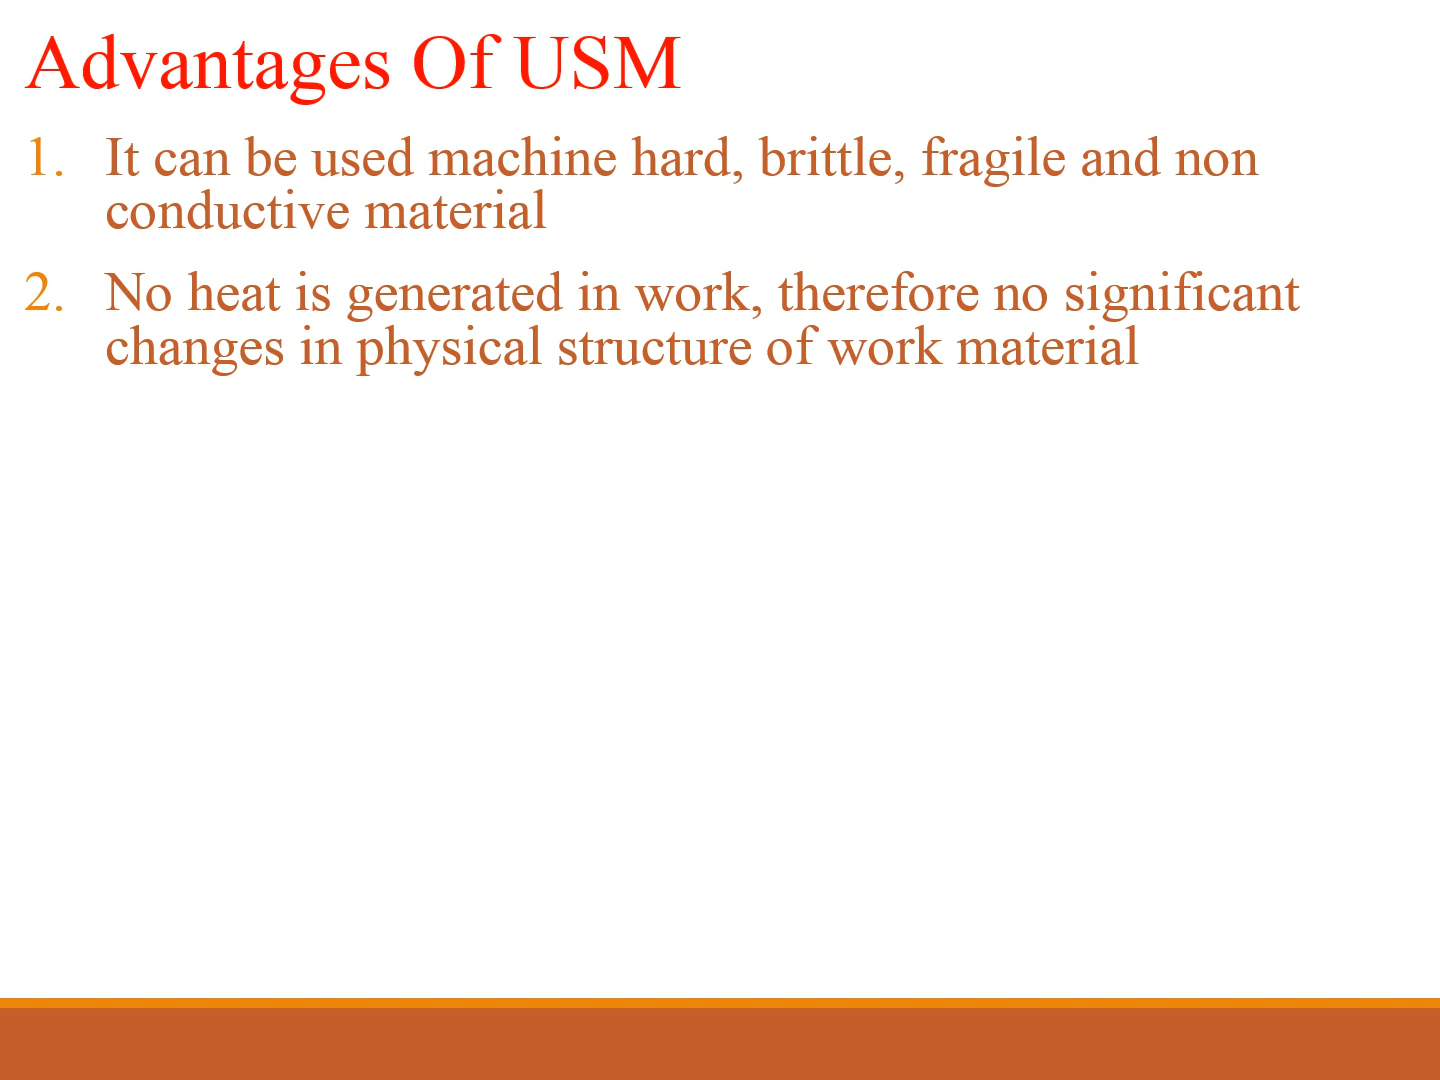 Advantages Of USM
1. It can be used machine hard, brittle, fragile and non
conductive material
2. No heat is generated in work, therefore no significant
changes in physical structure of work material